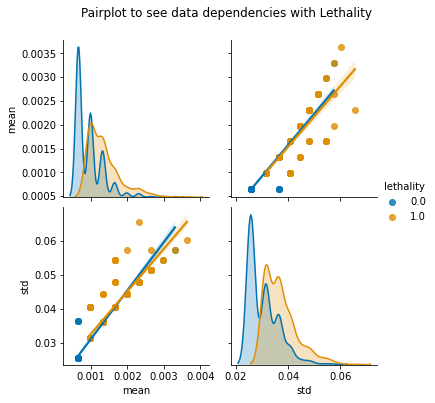 Pairplot to see data dependencies with Lethality
0.0035
0.0030
0.0025
0.0020
0.0015
0.0010
0.0005
mean
lethality
0.0
1.0
0.06
0.05
0.04
0.03
std
0.001 0.002 0.003 0.004
mean
0.02 0.04 0.06
std